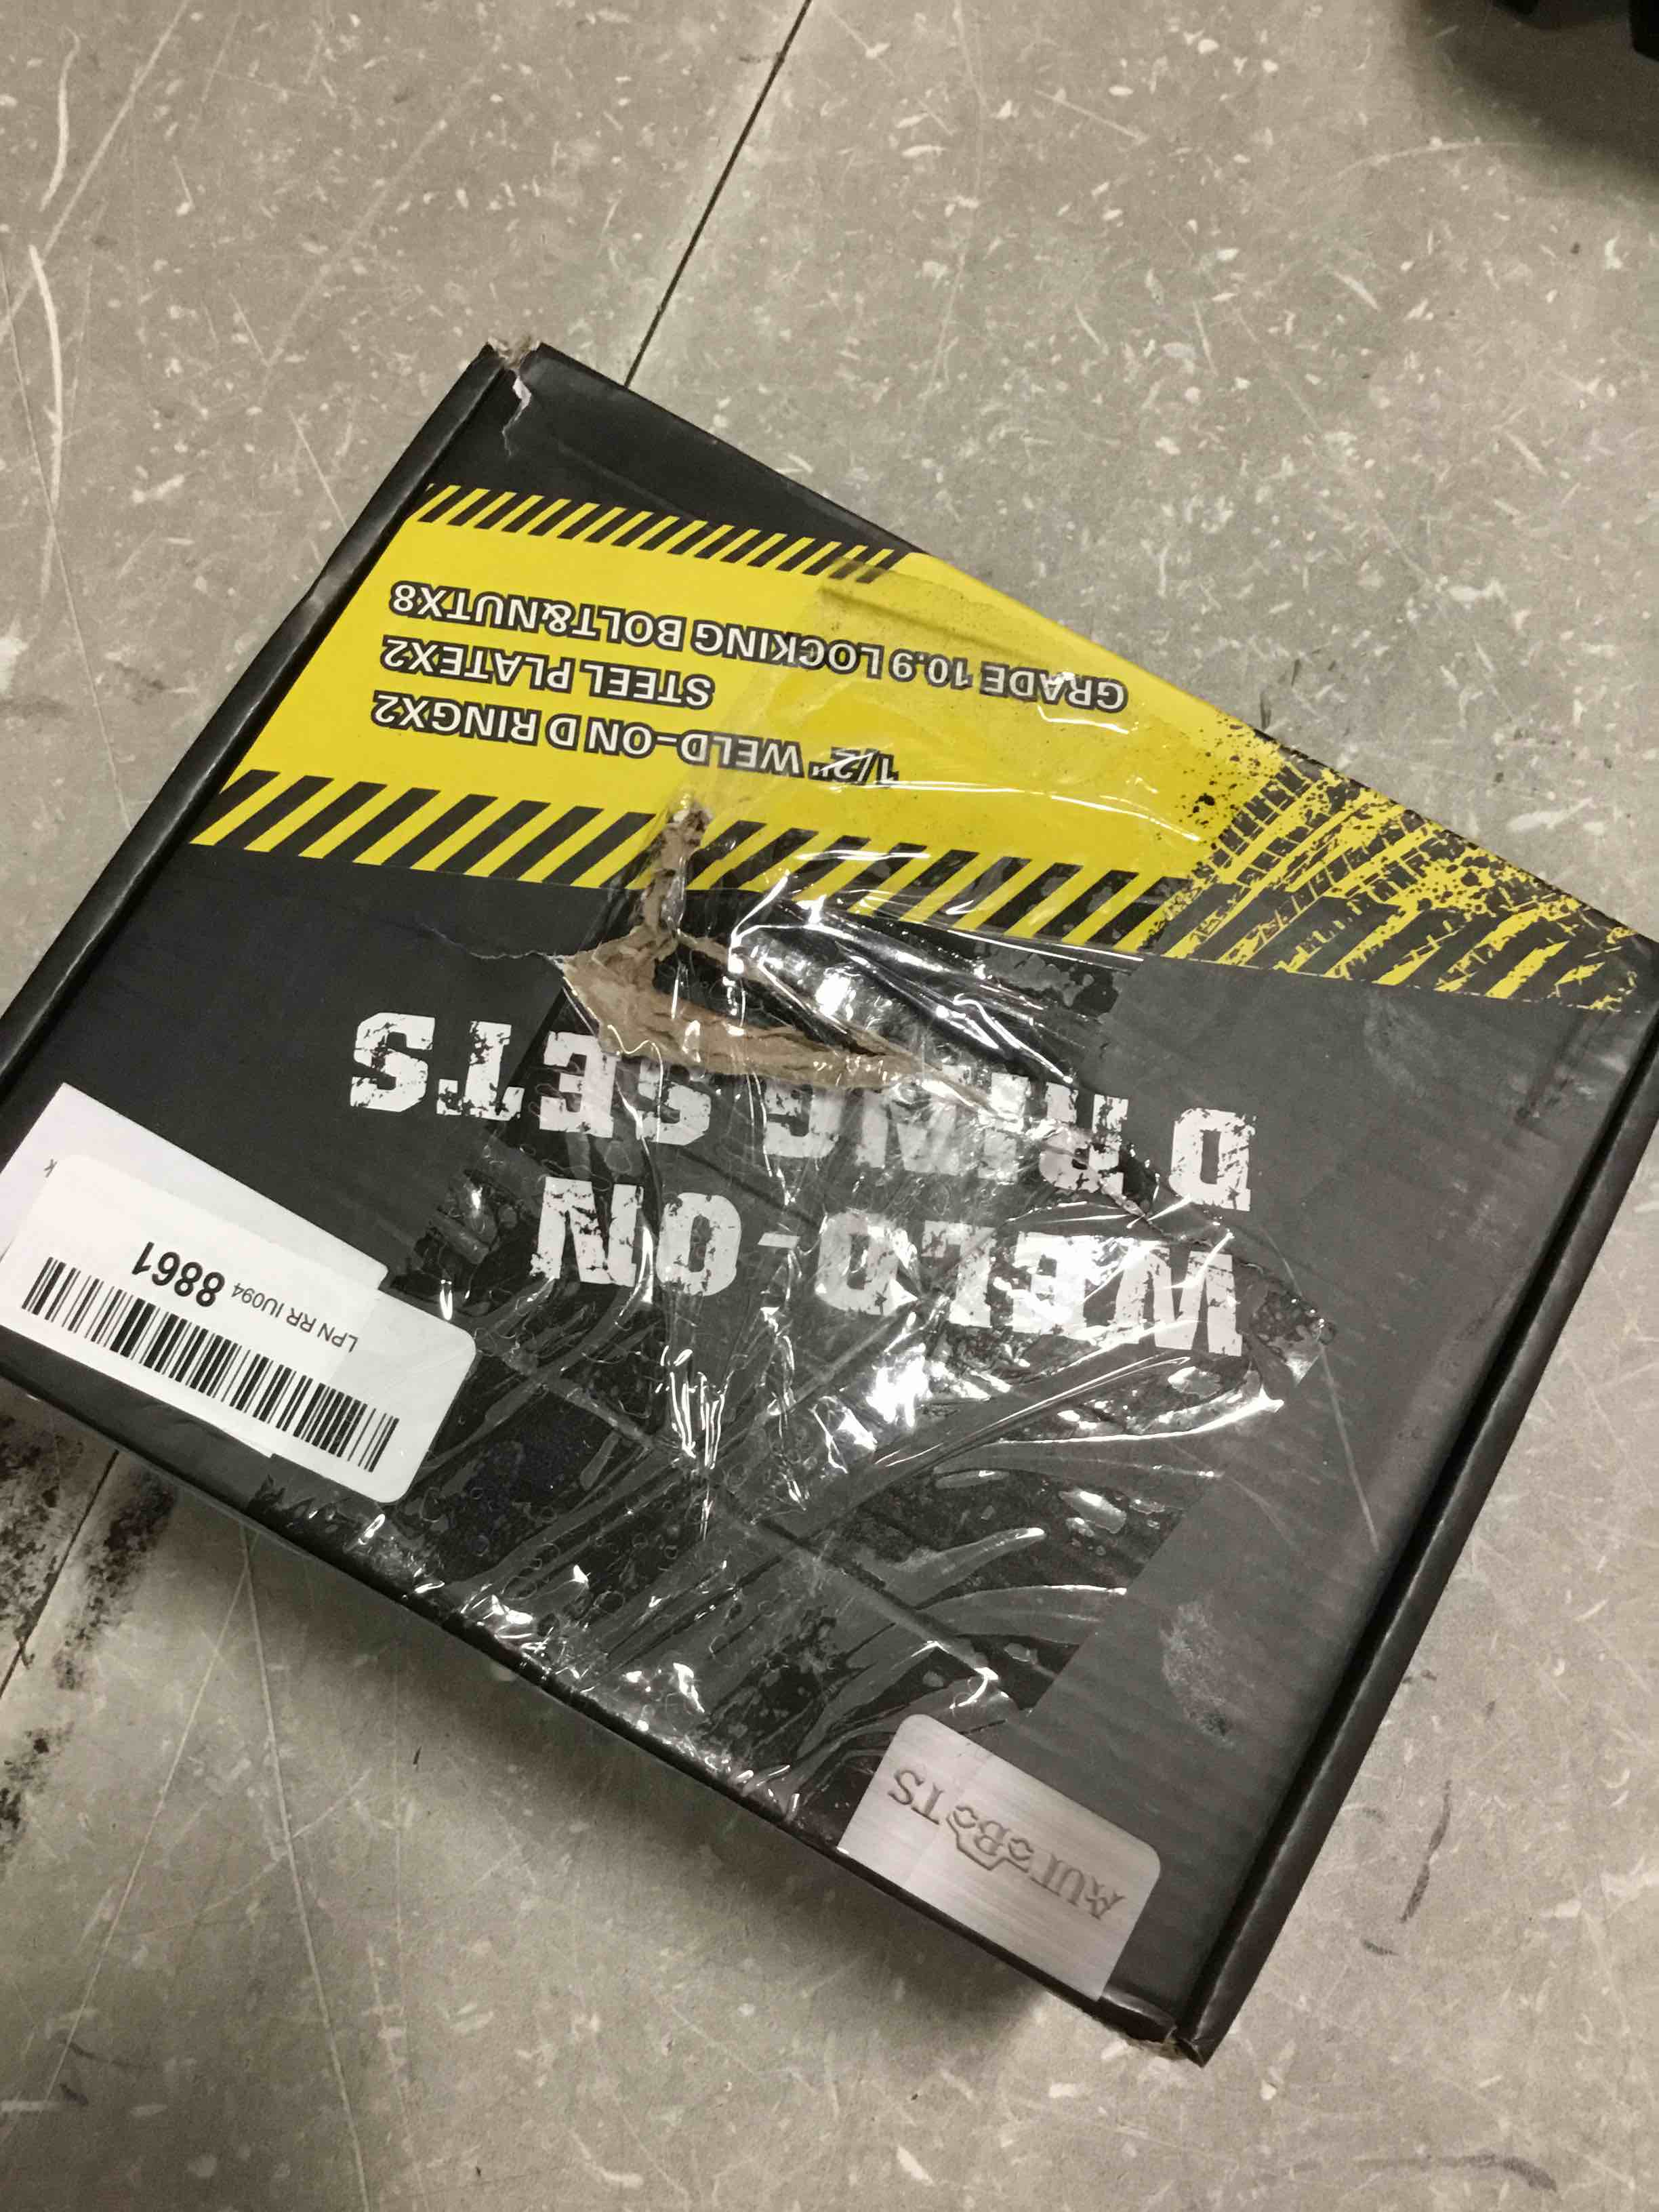 AUTOBOTS
WELD-ON
D RING SETS
1/2" WELD-ON D RINGX2
STEEL PLATEX2
GRADE 10.9 LOCKING BOLT&NUTX8
LPN RR IU094 8861